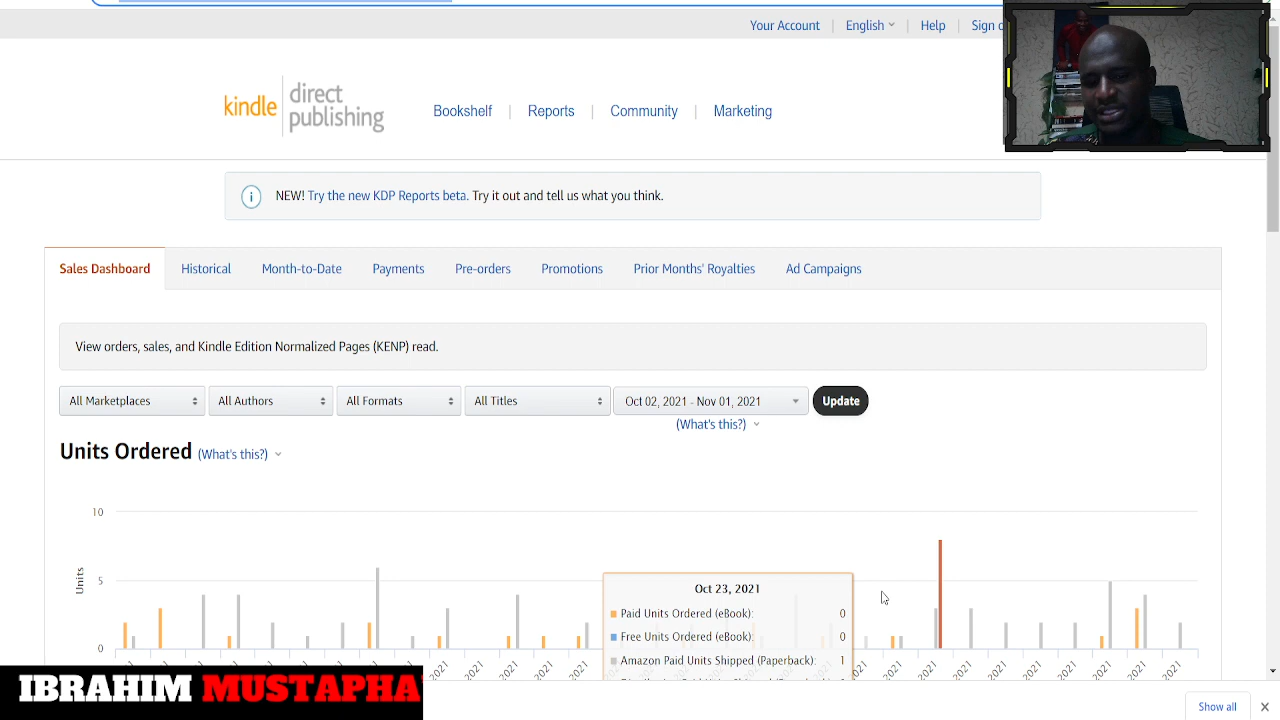 Your Account | English | Help | Sign o
kindle direct publishing
Bookshelf | Reports | Community | Marketing
NEW! Try the new KDP Reports beta. Try it out and tell us what you think.
Sales Dashboard Historical Month-to-Date Payments Pre-orders Promotions Prior Months' Royalties Ad Campaigns
View orders, sales, and Kindle Edition Normalized Pages (KENP) read.
All Marketplaces All Authors All Formats All Titles Oct 02, 2021 - Nov 01, 2021 Update
(What's this?)
Units Ordered (What's this?)
10
Units
5
0
Oct 23, 2021
Paid Units Ordered (eBook): 0
Free Units Ordered (eBook): 0
Amazon Paid Units Shipped (Paperback): 1
IBRAHIM MUSTAPHA
Show all